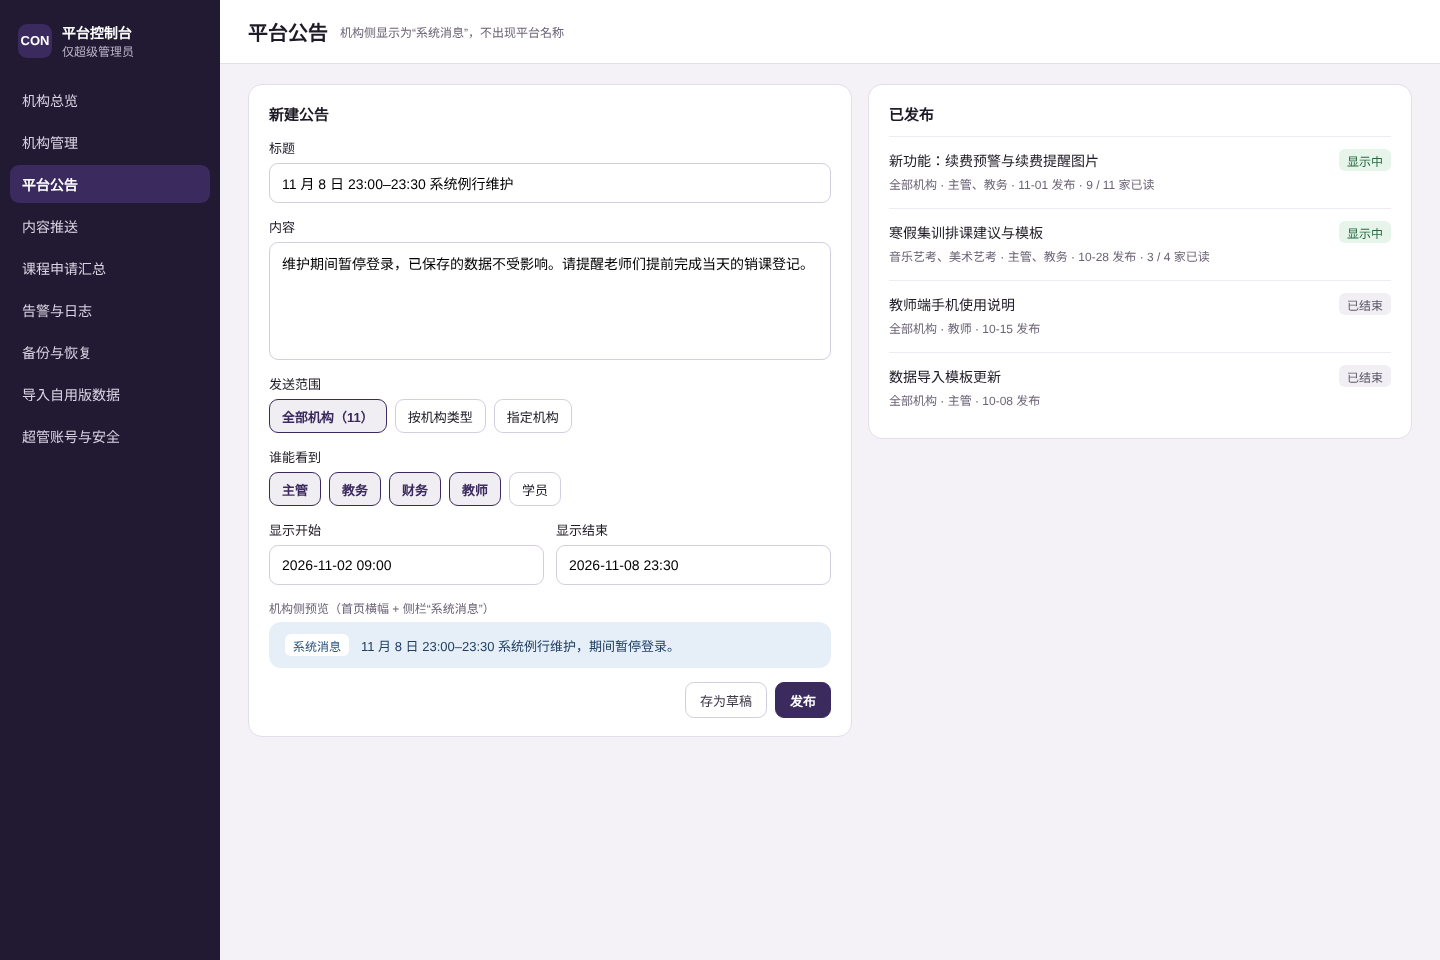 CON
平台控制台
仅超级管理员
机构总览
机构管理
平台公告
内容推送
课程申请汇总
告警与日志
备份与恢复
导入自用版数据
超管账号与安全
平台公告
机构侧显示为“系统消息”，不出现平台名称
新建公告
标题
11 月 8 日 23:00–23:30 系统例行维护
内容
维护期间暂停登录，已保存的数据不受影响。请提醒老师们提前完成当天的销课登记。
发送范围
全部机构（11）
按机构类型
指定机构
谁能看到
主管
教务
财务
教师
学员
显示开始
显示结束
2026-11-02 09:00
2026-11-08 23:30
机构侧预览（首页横幅 + 侧栏“系统消息”）
系统消息
11 月 8 日 23:00–23:30 系统例行维护，期间暂停登录。
存为草稿
发布
已发布
新功能：续费预警与续费提醒图片
显示中
全部机构 · 主管、教务 · 11-01 发布 · 9 / 11 家已读
寒假集训排课建议与模板
显示中
音乐艺考、美术艺考 · 主管、教务 · 10-28 发布 · 3 / 4 家已读
教师端手机使用说明
已结束
全部机构 · 教师 · 10-15 发布
数据导入模板更新
已结束
全部机构 · 主管 · 10-08 发布